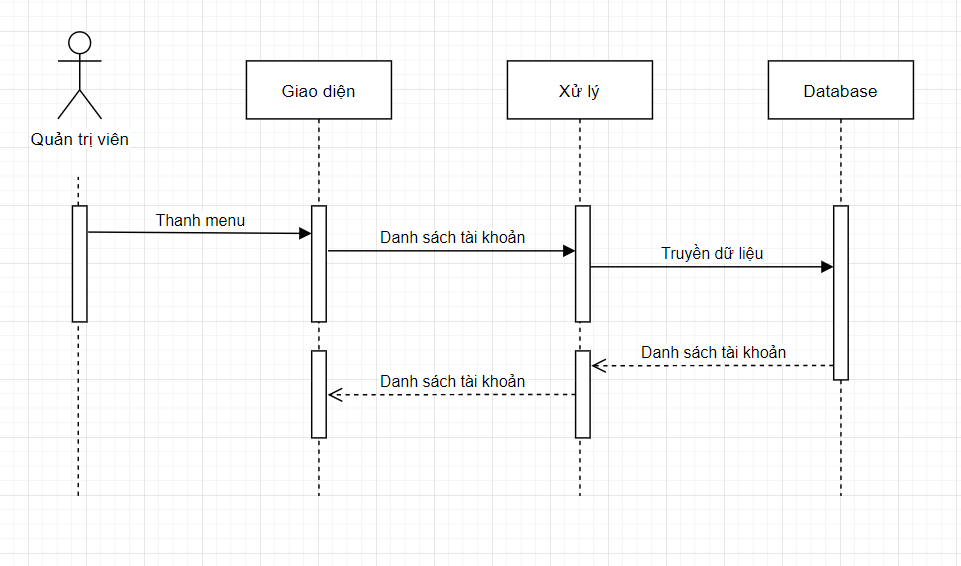 Giao diện
Xử lý
Database
Quản trị viên
Thanh menu
Danh sách tài khoản
Truyền dữ liệu
Danh sách tài khoản
Danh sách tài khoản